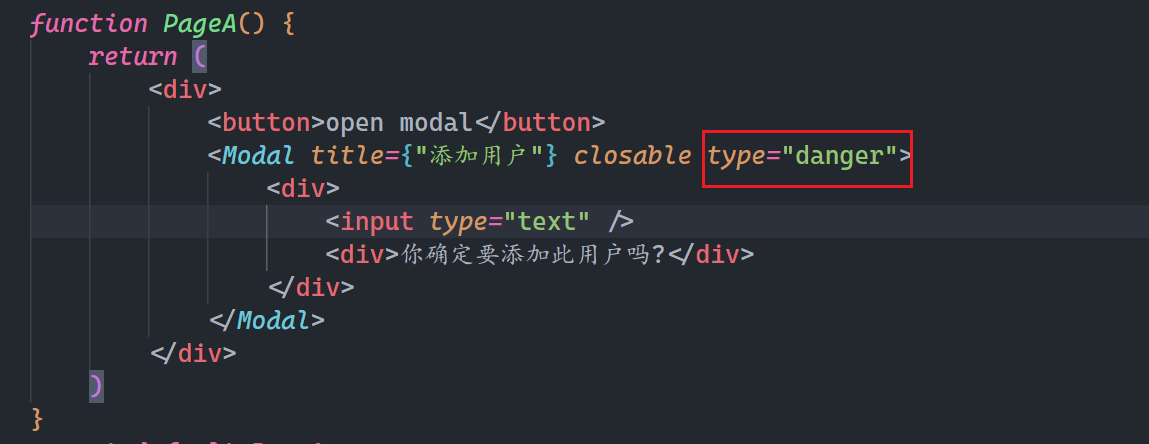 function PageA() {
return (
<div>
<button>open modal</button>
<Modal title={"添加用户"} closable type="danger">
<div>
<input type="text" />
<div>你确定要添加此用户吗?</div>
</div>
</Modal>
</div>
)
}